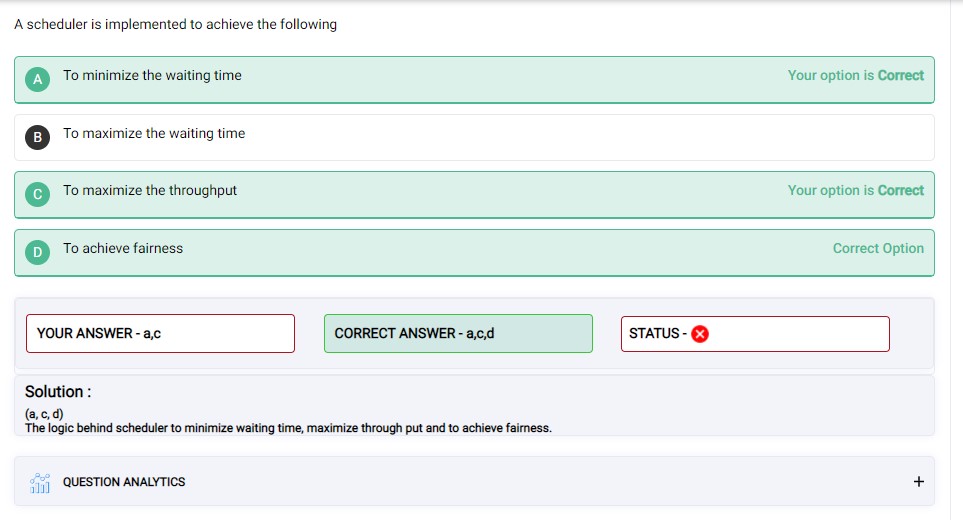 A scheduler is implemented to achieve the following
A To minimize the waiting time Your option is Correct
B To maximize the waiting time
C To maximize the throughput Your option is Correct
D To achieve fairness Correct Option
YOUR ANSWER - a,c CORRECT ANSWER - a,c,d STATUS -
Solution :
(a, c, d)
The logic behind scheduler to minimize waiting time, maximize through put and to achieve fairness.
QUESTION ANALYTICS +